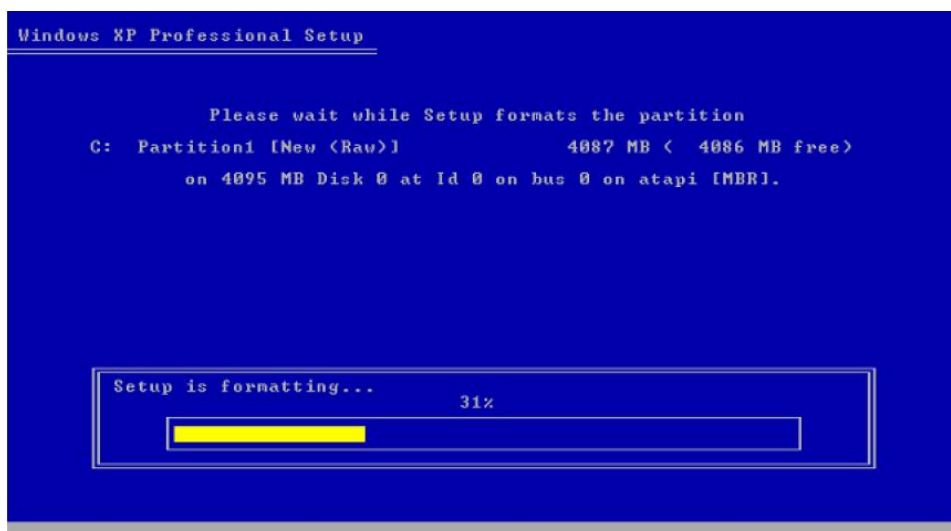 Windows XP Professional Setup
Please wait while Setup formats the partition
C: Partition1 [New (Raw)] 4087 MB ( 4086 MB free)
on 4095 MB Disk 0 at Id 0 on bus 0 on atapi [MBR].
Setup is formatting...
31%